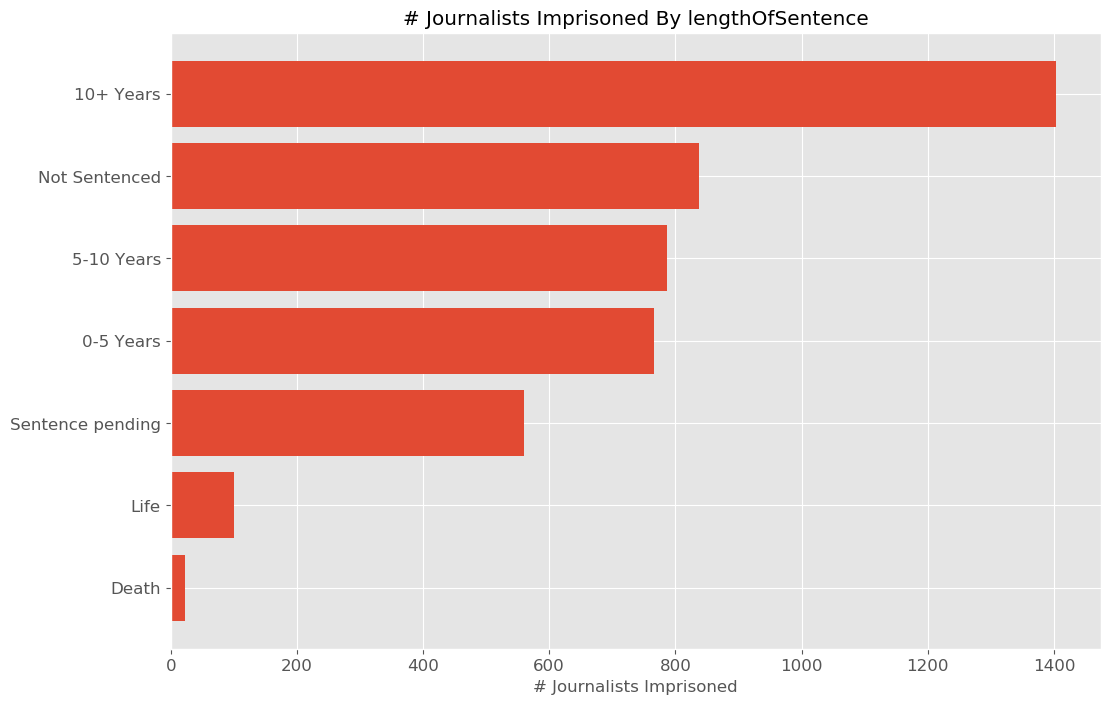 # Journalists Imprisoned By lengthOfSentence
10+ Years
Not Sentenced
5-10 Years
0-5 Years
Sentence pending
Life
Death
0 200 400 600 800 1000 1200 1400
# Journalists Imprisoned